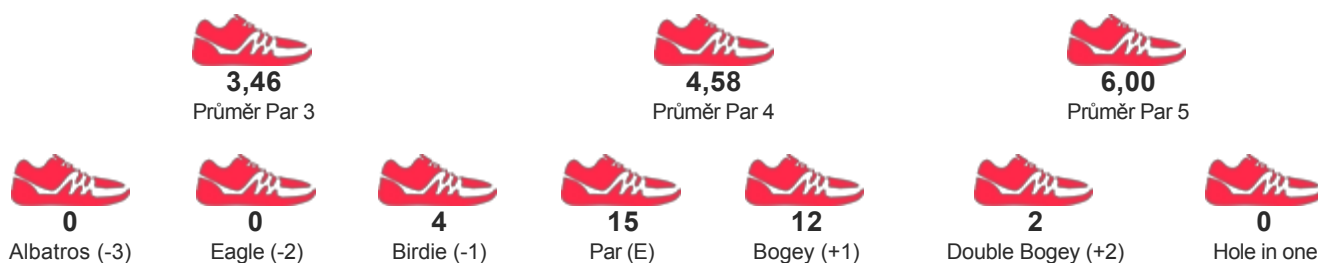 3,46 4,58 6,00
Průměr Par 3 Průměr Par 4 Průměr Par 5
0 0 4 15 12 2 0
Albatros (-3) Eagle (-2) Birdie (-1) Par (E) Bogey (+1) Double Bogey (+2) Hole in one